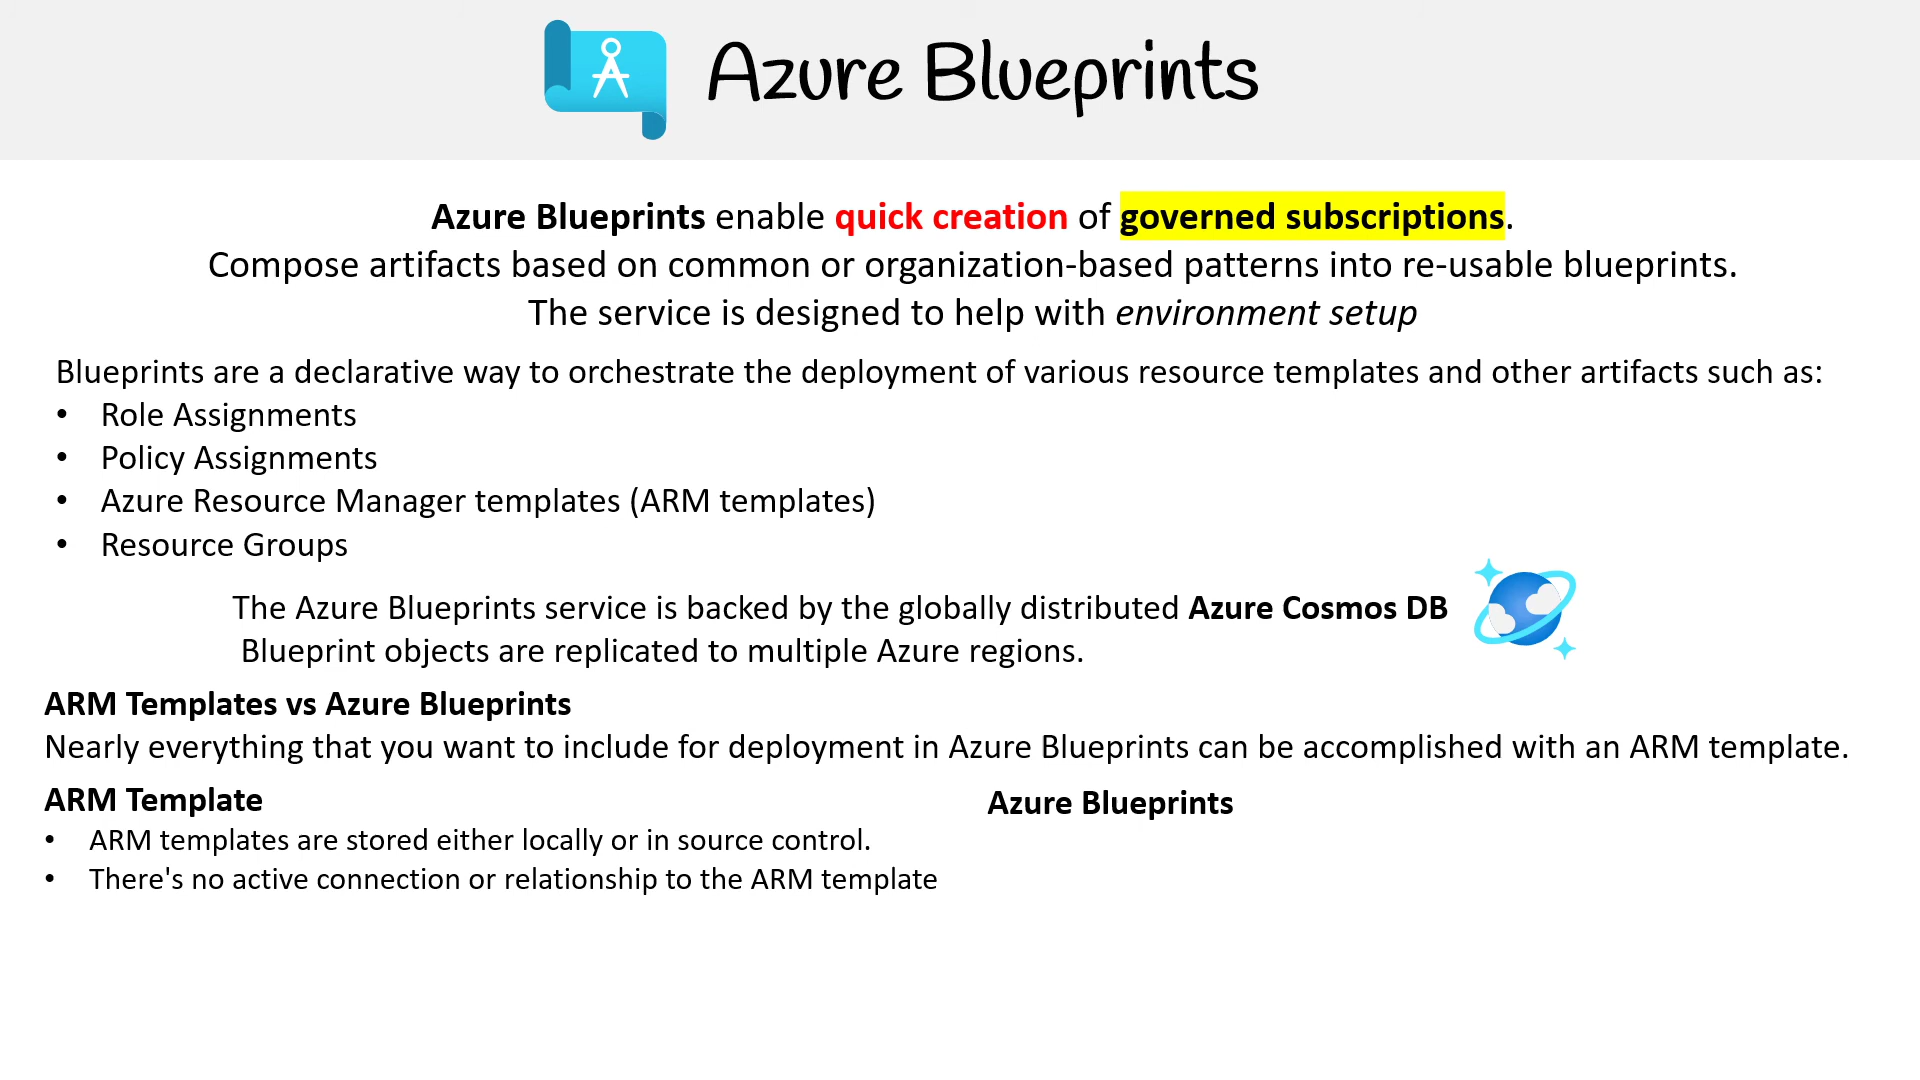 Azure Blueprints
Azure Blueprints enable quick creation of governed subscriptions.
Compose artifacts based on common or organization-based patterns into re-usable blueprints.
The service is designed to help with environment setup
Blueprints are a declarative way to orchestrate the deployment of various resource templates and other artifacts such as:
• Role Assignments
• Policy Assignments
• Azure Resource Manager templates (ARM templates)
• Resource Groups
The Azure Blueprints service is backed by the globally distributed Azure Cosmos DB
Blueprint objects are replicated to multiple Azure regions.
ARM Templates vs Azure Blueprints
Nearly everything that you want to include for deployment in Azure Blueprints can be accomplished with an ARM template.
ARM Template
• ARM templates are stored either locally or in source control.
• There's no active connection or relationship to the ARM template
Azure Blueprints